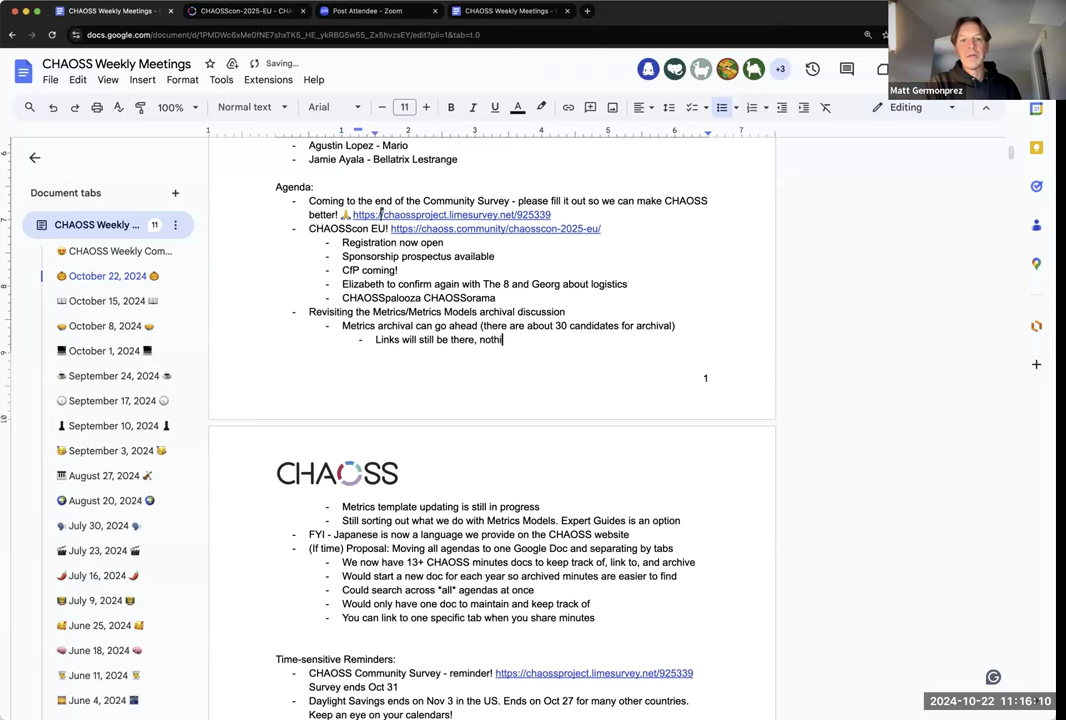 CHAOSS Weekly Meetings -
CHAOSScon-2025-EU - CHA
Post Attendee - Zoom
CHAOSS Weekly Meetings - G
docs.google.com/document/d/1PMDWc6xMe0fNE7shxTK5_HE_ykRBG5w55_Zx5hvzsEY/edit?pli=1&tab=t.0
CHAOSS Weekly Meetings
Saving...
File Edit View Insert Format Tools Extensions Help
+3
Matt Germonprez
100%
Normal text
Arial
11
B I U A
Editing
1 1 2 3 4 5 6 7
Document tabs
CHAOSS Weekly ... 11
CHAOSS Weekly Com...
October 22, 2024
October 15, 2024
October 8, 2024
October 1, 2024
September 24, 2024
September 17, 2024
September 10, 2024
September 3, 2024
August 27, 2024
August 20, 2024
July 30, 2024
July 23, 2024
July 16, 2024
July 9, 2024
June 25, 2024
June 18, 2024
June 11, 2024
June 4, 2024
- Agustin Lopez - Mario
- Jamie Ayala - Bellatrix Lestrange
Agenda:
- Coming to the end of the Community Survey - please fill it out so we can make CHAOSS
better! 🙏 https://chaossproject.limesurvey.net/925339
- CHAOSScon EU! https://chaoss.community/chaosscon-2025-eu/
- Registration now open
- Sponsorship prospectus available
- CfP coming!
- Elizabeth to confirm again with The 8 and Georg about logistics
- CHAOSSpalooza CHAOSSorama
- Revisiting the Metrics/Metrics Models archival discussion
- Metrics archival can go ahead (there are about 30 candidates for archival)
- Links will still be there, nothi
1
CHAOSS
- Metrics template updating is still in progress
- Still sorting out what we do with Metrics Models. Expert Guides is an option
- FYI - Japanese is now a language we provide on the CHAOSS website
- (If time) Proposal: Moving all agendas to one Google Doc and separating by tabs
- We now have 13+ CHAOSS minutes docs to keep track of, link to, and archive
- Would start a new doc for each year so archived minutes are easier to find
- Could search across *all* agendas at once
- Would only have one doc to maintain and keep track of
- You can link to one specific tab when you share minutes
Time-sensitive Reminders:
- CHAOSS Community Survey - reminder! https://chaossproject.limesurvey.net/925339
Survey ends Oct 31
- Daylight Savings ends on Nov 3 in the US. Ends on Oct 27 for many other countries.
Keep an eye on your calendars!
2024-10-22 11:16:10